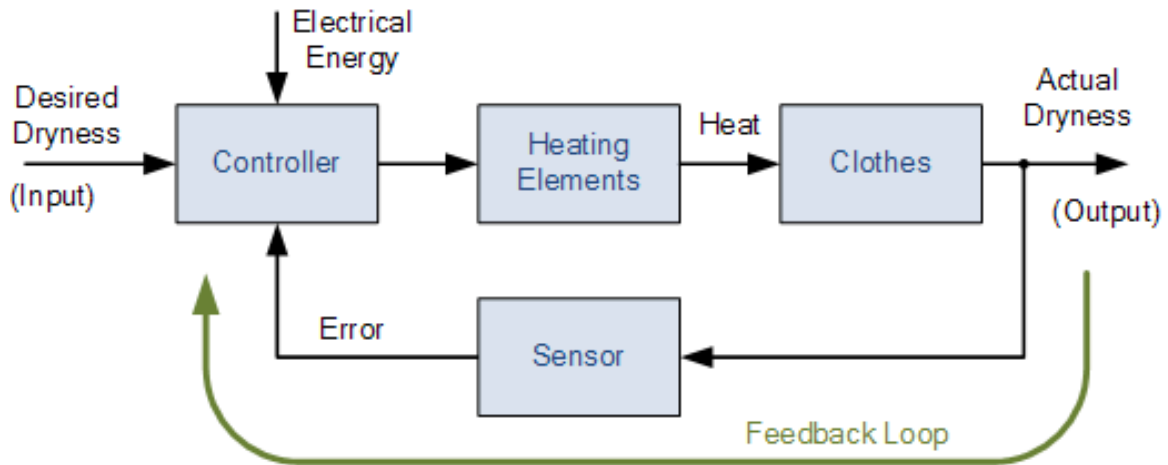 Electrical
Energy
Desired
Dryness
(Input)
Controller
Heating
Elements
Heat
Clothes
Actual
Dryness
(Output)
Error
Sensor
Feedback Loop